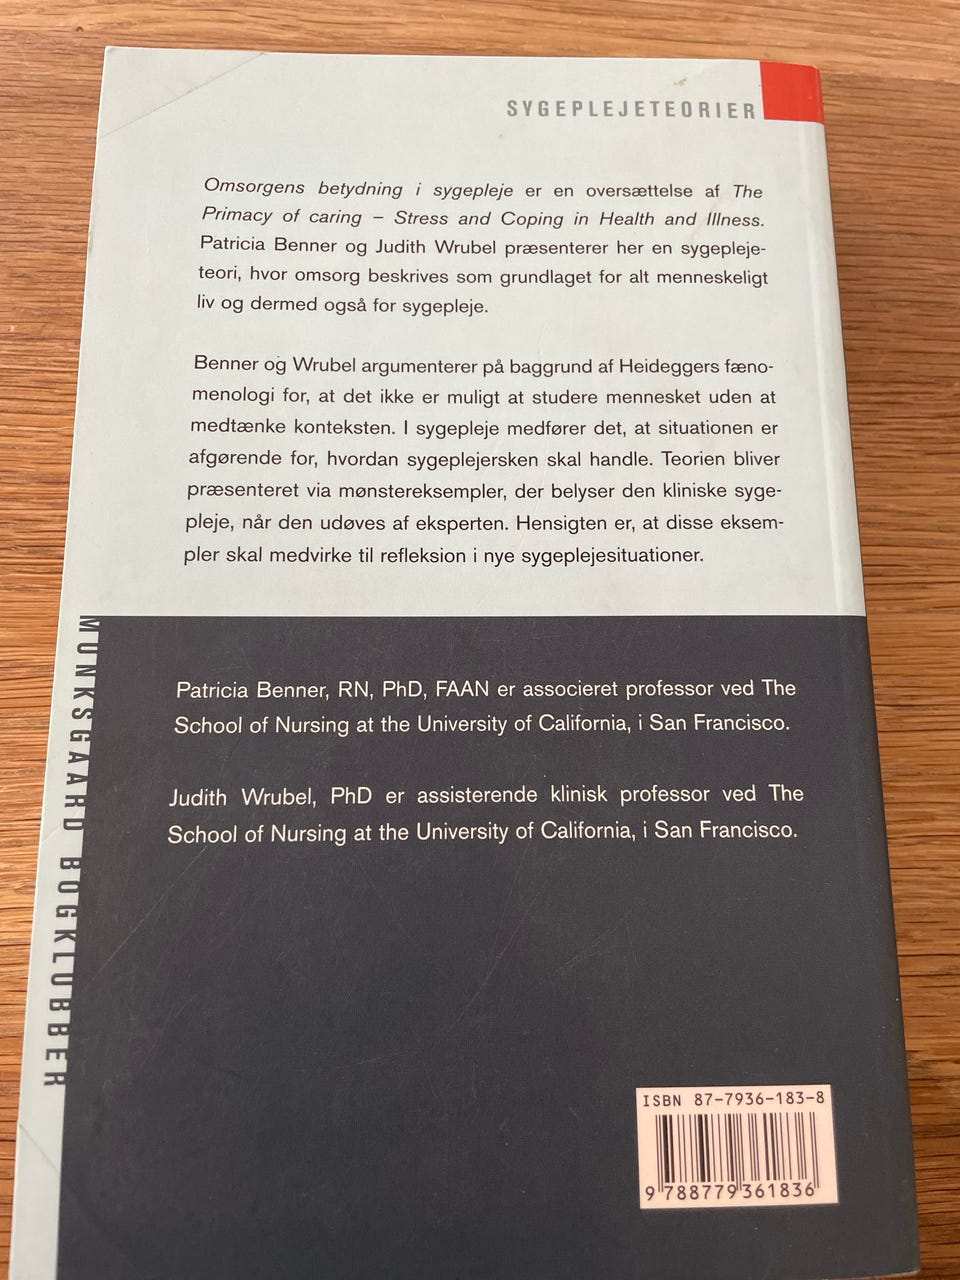 SYGEPLEJETEORIER
Omsorgens betydning i sygepleje er en oversættelse af The
Primacy of caring – Stress and Coping in Health and Illness.
Patricia Benner og Judith Wrubel præsenterer her en sygepleje-
teori, hvor omsorg beskrives som grundlaget for alt menneskeligt
liv og dermed også for sygepleje.
Benner og Wrubel argumenterer på baggrund af Heideggers fæno-
menologi for, at det ikke er muligt at studere mennesket uden at
medtænke konteksten. I sygepleje medfører det, at situationen er
afgørende for, hvordan sygeplejersken skal handle. Teorien bliver
præsenteret via mønstereksempler, der belyser den kliniske syge-
pleje, når den udøves af eksperten. Hensigten er, at disse eksem-
pler skal medvirke til refleksion i nye sygeplejesituationer.
MUNKSGAARD BOGKLUBBER
Patricia Benner, RN, PhD, FAAN er associeret professor ved The
School of Nursing at the University of California, i San Francisco.
Judith Wrubel, PhD er assisterende klinisk professor ved The
School of Nursing at the University of California, i San Francisco.
ISBN 87-7936-183-8
9 788779 361836